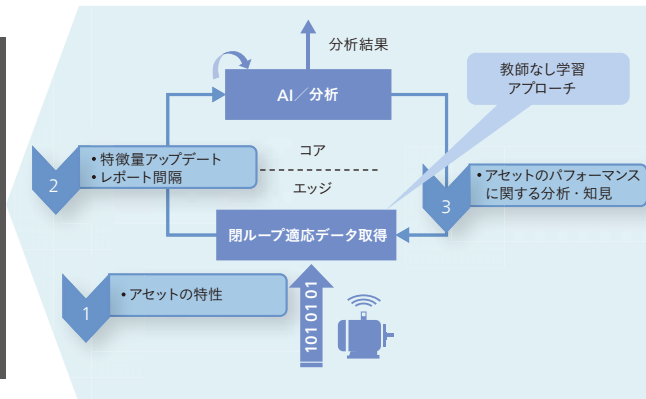 分析結果
教師なし学習
アプローチ
AI／分析
コア
エッジ
2
• 特徴量アップデート
• レポート間隔
3
• アセットのパフォーマンス
に関する分析・知見
閉ループ適応データ取得
1
• アセットの特性
1010101